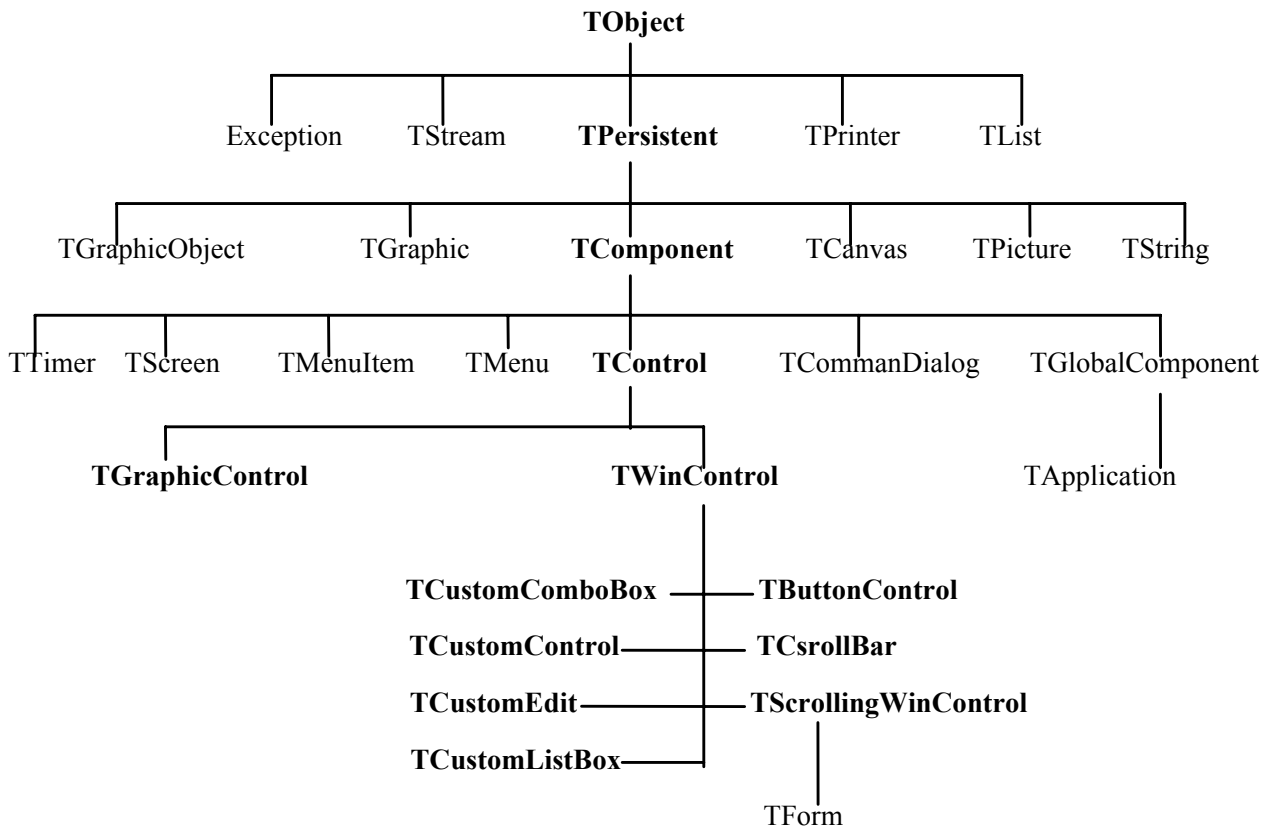 TObject
Exception TStream TPersistent TPrinter TList
TGraphicObject TGraphic TComponent TCanvas TPicture TString
TTimer TScreen TMenuItem TMenu TControl TCommanDialog TGlobalComponent
TGraphicControl TWinControl TApplication
TCustomComboBox TButtonControl
TCustomControl TCsrollBar
TCustomEdit TScrollingWinControl
TCustomListBox
TForm